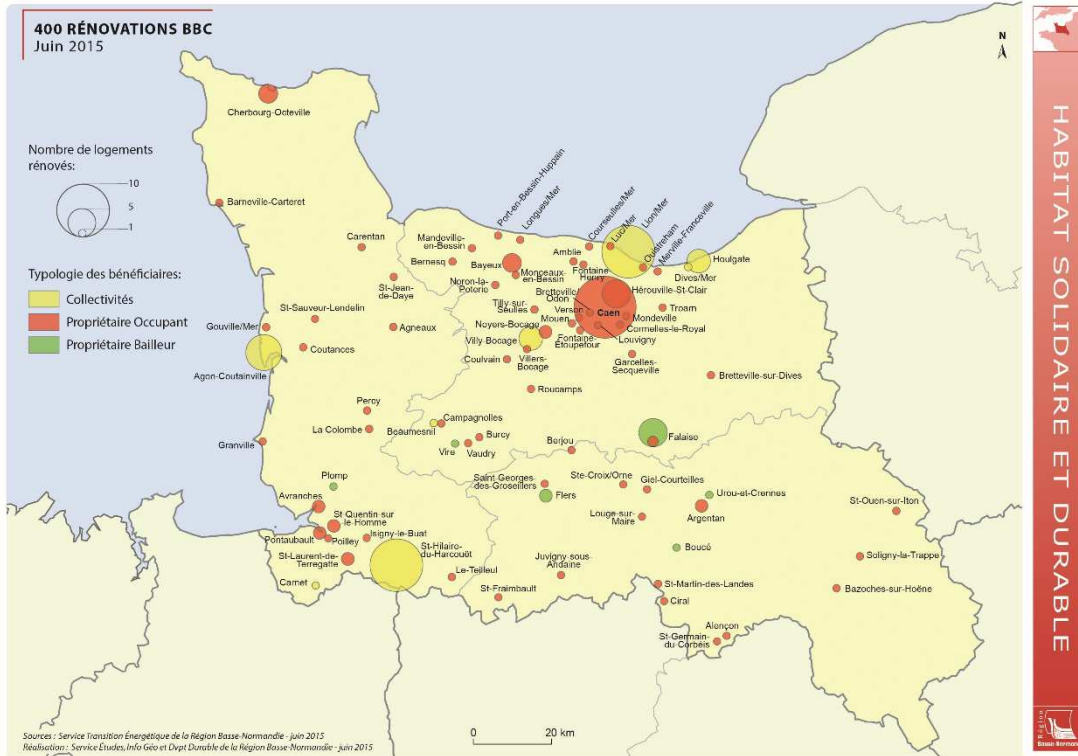 400 RÉNOVATIONS BBC
Juin 2015
N
Cherbourg-Octeville
Nombre de logements
rénovés:
10
5
1
Typologie des bénéficiaires:
Collectivités
Propriétaire Occupant
Propriétaire Bailleur
Barneville-Carteret
Carentan
St-Jean-
de-Daye
St-Sauveur-Lendelin
Gouville/Mer
Agneaux
Coutances
Agon-Coutainville
Percy
La Colombe
Granville
Port-en-Bessin-Huppain
Longues/Mer
Mandeville-
en-Bessin
Bernesq
Bayeux
Monceaux-
en-Bessin
Noron-la-
Poterie
Courseulles/Mer
Luc/Mer
Lion/Mer
Ouistreham
Merville-Franceville
Amblie
Fontaine
Henry
Houlgate
Dives/Mer
Hérouville-St-Clair
Bretteville/
Odon
Tilly-sur-
Seulles
Verson
Caen
Troarn
Mouen
Mondeville
Noyers-Bocage
Cormelles-le-Royal
Villy-Bocage
Fontaine-
Étoupefour
Louvigny
Coulvain
Villers-
Bocage
Garcelles-
Secqueville
Roucamps
Bretteville-sur-Dives
Campagnolles
Beaumesnil
Burcy
Vire
Vaudry
Falaise
Berjou
Plomp
Avranches
St-Quentin-sur
-le-Homme
Pontaubault
Poilley
Isigny-le-Buat
St-Laurent-de-
Terregatte
St-Hilaire-
du-Harcouët
Carnet
Le-Teilleul
Saint-Georges
des-Groseillers
Flers
Ste-Croix/Orne
Giel-Courteilles
Urou-et-Crennes
Argentan
Louge-sur-
Maire
St-Ouen-sur-Iton
Boucé
Soligny-la-Trappe
Juvigny-sous-
Andaine
St-Fraimbault
St-Martin-des-Landes
Bazoches-sur-Hoëne
Ciral
Alençon
St-Germain-
du-Corbéis
Sources : Service Transition Énergétique de la Région Basse-Normandie - juin 2015
Réalisation : Service Études, Info Géo et Dvpt Durable de la Région Basse-Normandie - juin 2015
0
20 km
HABITAT SOLIDAIRE ET DURABLE
Région
Basse-Normandie